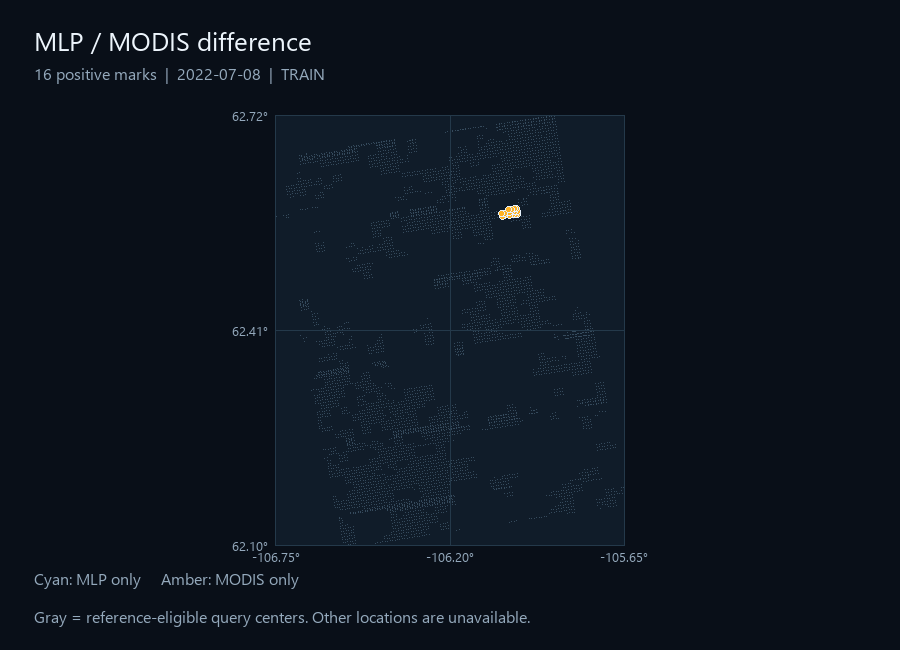 MLP / MODIS difference
16 positive marks | 2022-07-08 | TRAIN
62.72°
62.41°
62.10°
-106.75° -106.20° -105.65°
Cyan: MLP only Amber: MODIS only
Gray = reference-eligible query centers. Other locations are unavailable.